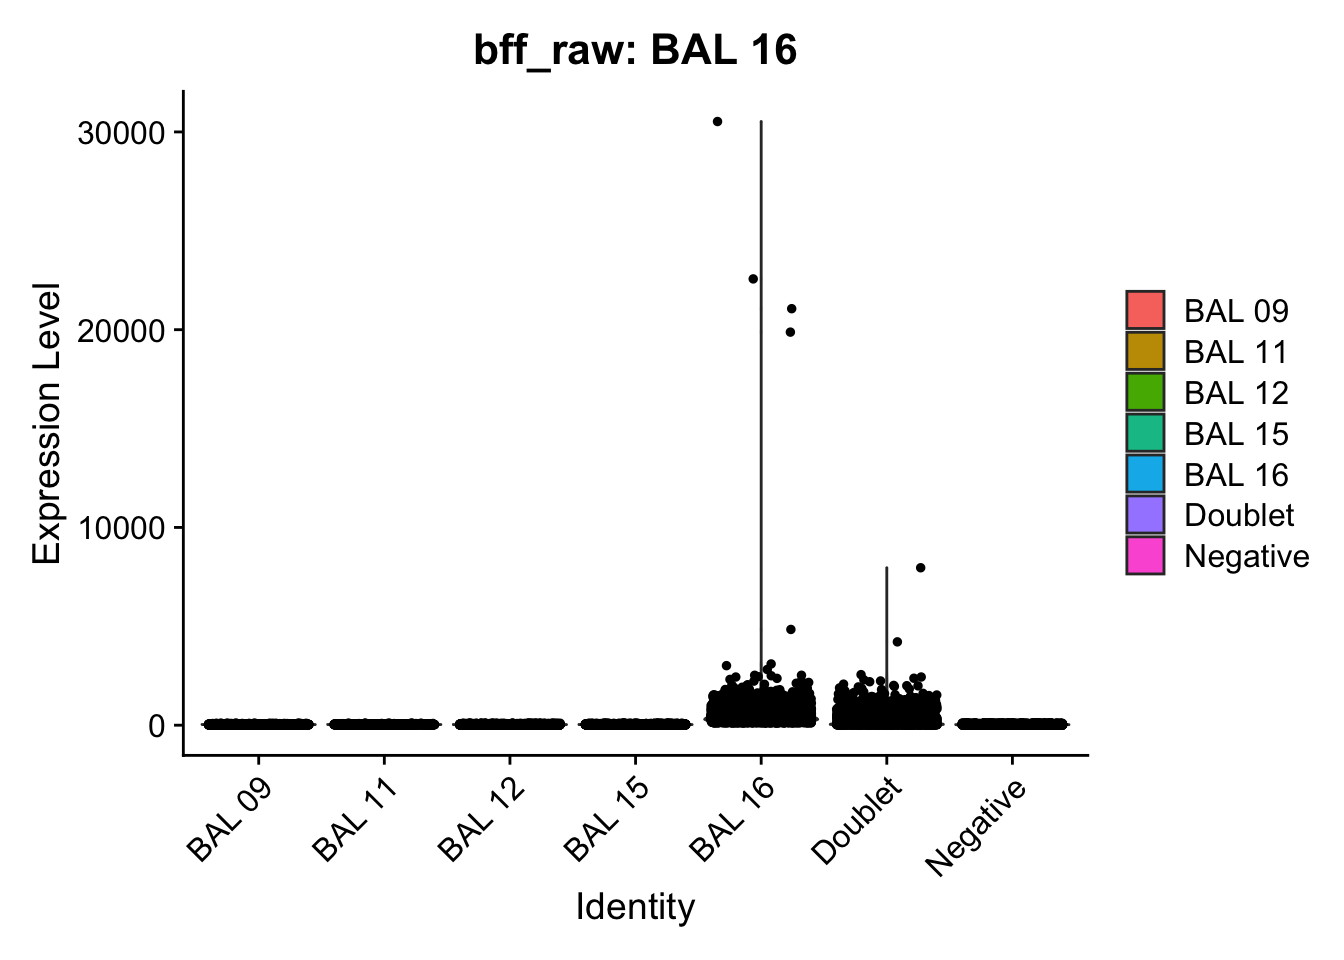 bff_raw: BAL 16
Expression Level
30000
20000
10000
0
BAL 09
BAL 11
BAL 12
BAL 15
BAL 16
Doublet
Negative
Identity
BAL 09
BAL 11
BAL 12
BAL 15
BAL 16
Doublet
Negative